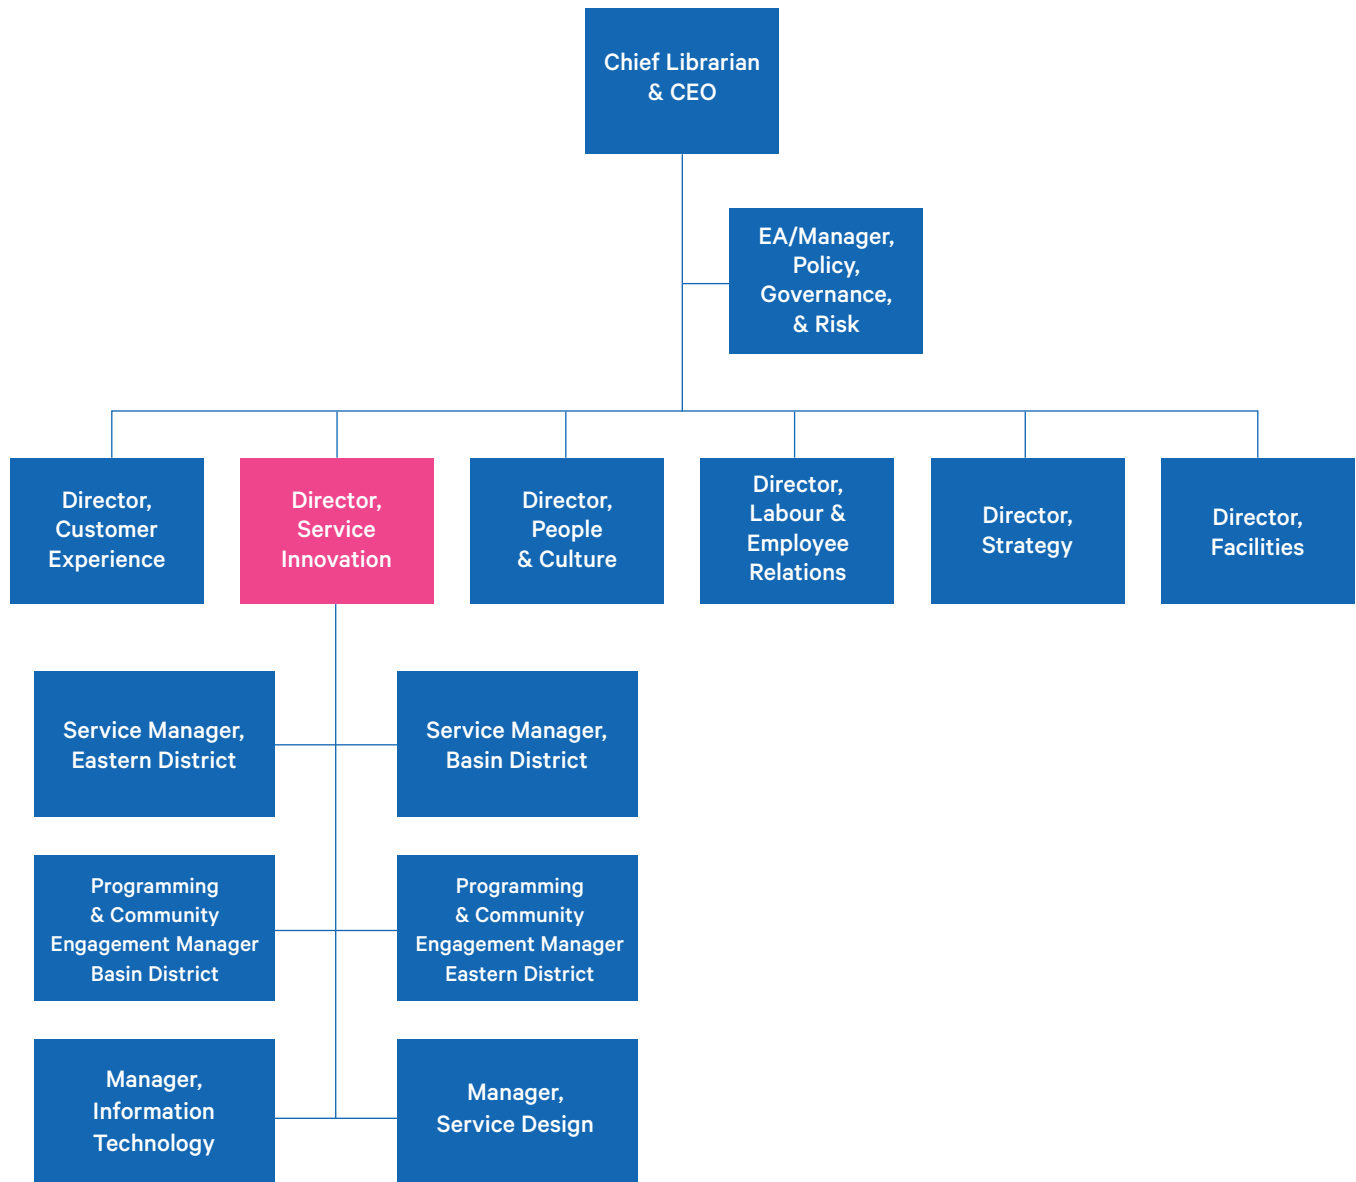 Chief Librarian
& CEO
EA/Manager,
Policy,
Governance,
& Risk
Director,
Customer
Experience
Director,
Service
Innovation
Director,
People
& Culture
Director,
Labour &
Employee
Relations
Director,
Strategy
Director,
Facilities
Service Manager,
Eastern District
Service Manager,
Basin District
Programming
& Community
Engagement Manager
Basin District
Programming
& Community
Engagement Manager
Eastern District
Manager,
Information
Technology
Manager,
Service Design